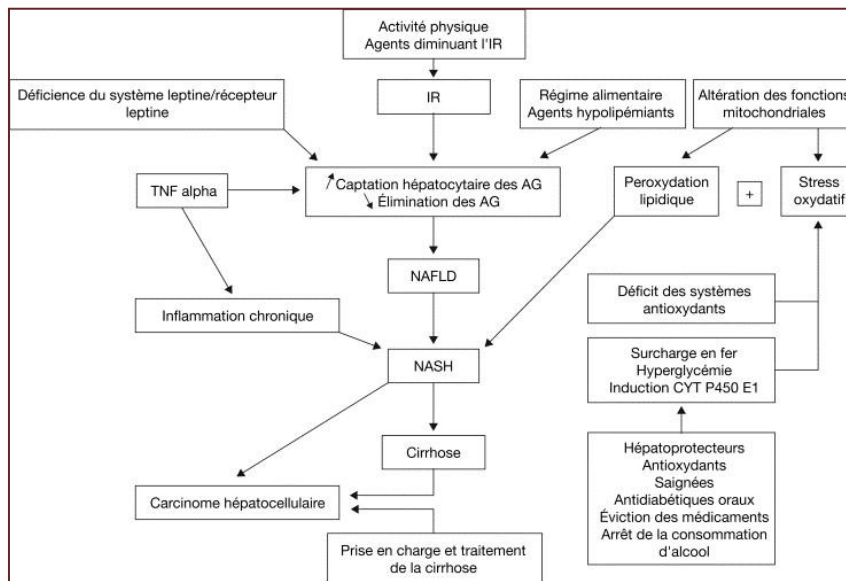 Activité physique
Agents diminuant l'IR
Déficience du système leptine/récepteur
leptine
IR
Régime alimentaire
Agents hypolipémiants
Altération des fonctions
mitochondriales
TNF alpha
↗ Captation hépatocytaire des AG
↘ Élimination des AG
Peroxydation
lipidique
+
Stress
oxydatif
NAFLD
Inflammation chronique
Déficit des systèmes
antioxydants
NASH
Surcharge en fer
Hyperglycémie
Induction CYT P450 E1
Cirrhose
Carcinome hépatocellulaire
Hépatoprotecteurs
Antioxydants
Saignées
Antidiabétiques oraux
Éviction des médicaments
Arrêt de la consommation
d'alcool
Prise en charge et traitement
de la cirrhose